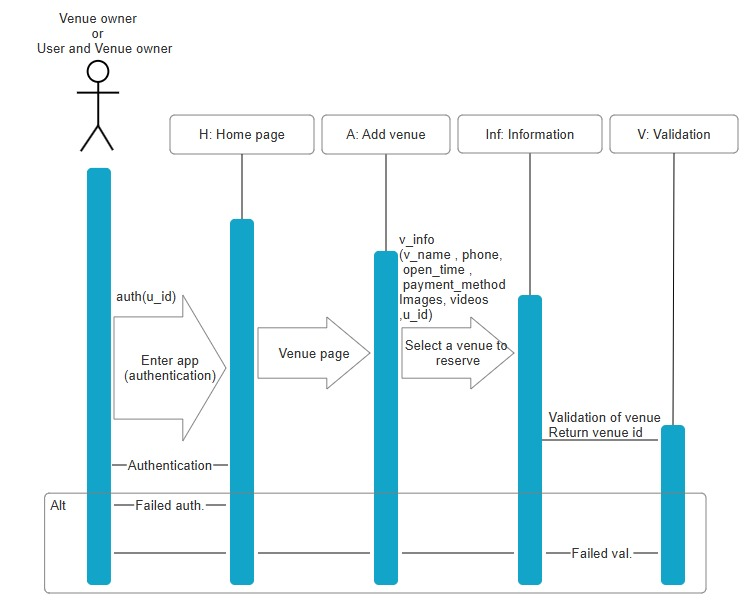 Venue owner
or
User and Venue owner
H: Home page
A: Add venue
Inf: Information
V: Validation
v_info
(v_name , phone,
open_time ,
payment_method
Images, videos
,u_id)
auth(u_id)
Enter app
(authentication)
Venue page
Select a venue to
reserve
Validation of venue
Return venue id
Authentication
Alt
Failed auth.
Failed val.